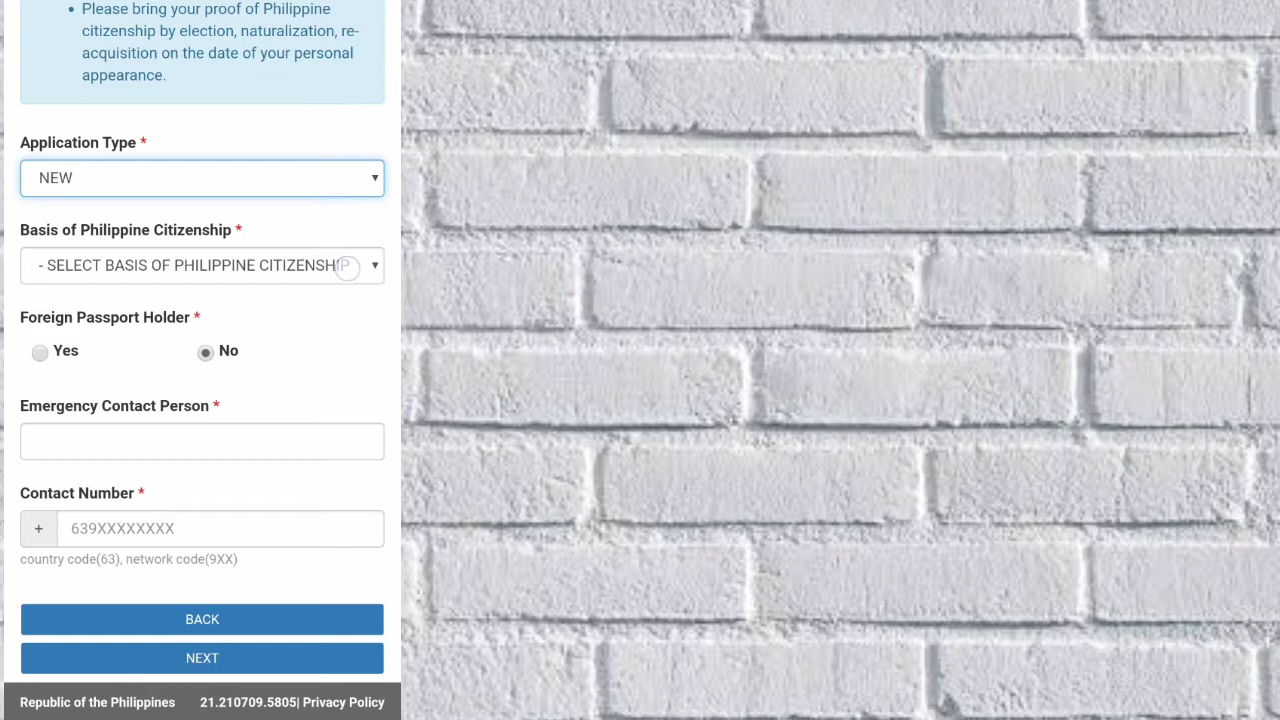 • Please bring your proof of Philippine
citizenship by election, naturalization, re-
acquisition on the date of your personal
appearance.
Application Type *
NEW
Basis of Philippine Citizenship *
- SELECT BASIS OF PHILIPPINE CITIZENSHIP
Foreign Passport Holder *
Yes No
Emergency Contact Person *
Contact Number *
+ 639XXXXXXXX
country code(63), network code(9XX)
BACK
NEXT
Republic of the Philippines 21.210709.5805| Privacy Policy